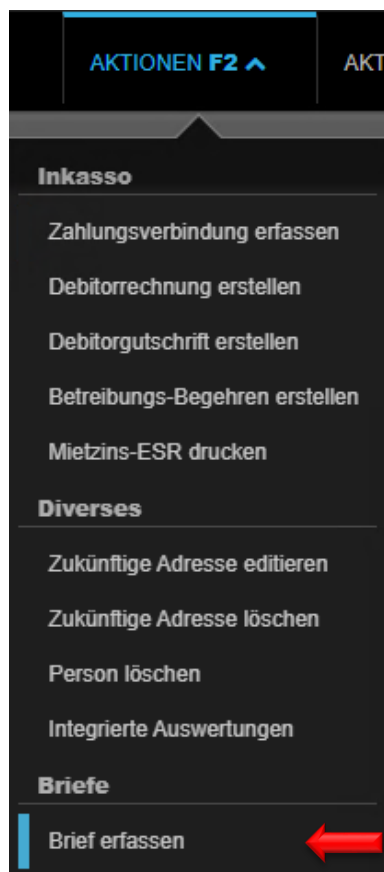 AKTIONEN F2 AKT
Inkasso
Zahlungsverbindung erfassen
Debitorrechnung erstellen
Debitorgutschrift erstellen
Betreibungs-Begehren erstellen
Mietzins-ESR drucken
Diverses
Zukünftige Adresse editieren
Zukünftige Adresse löschen
Person löschen
Integrierte Auswertungen
Briefe
Brief erfassen